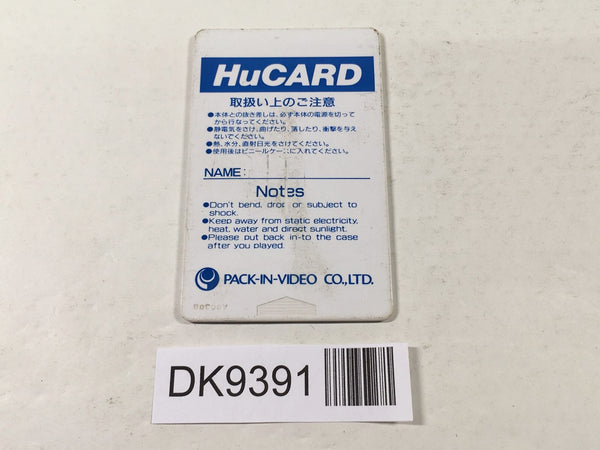 HuCARD
取扱い上のご注意
●本体との抜き差しは、必ず本体の電源を切って
から行なってください。
●静電気をさけ、曲げたり、落したり、衝撃を与え
ないでください。
●熱、水分、直射日光をさけてください。
●使用後はビニールケースに入れてください。
NAME:
Notes
●Don't bend, drop or subject to
shock.
●Keep away from static electricity,
heat, water and direct sunlight.
●Please put back in-to the case
after you played.
PACK-IN-VIDEO CO.,LTD.
DK9391